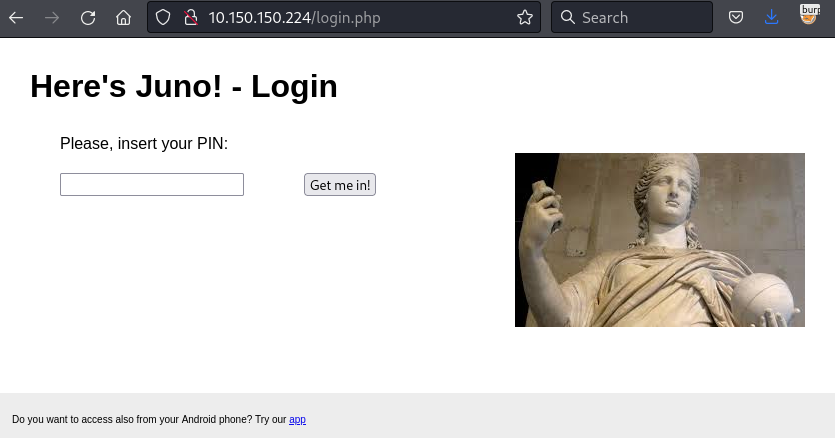 10.150.150.224/login.php
Search
burp
Here's Juno! - Login
Please, insert your PIN:
Get me in!
Do you want to access also from your Android phone? Try our app